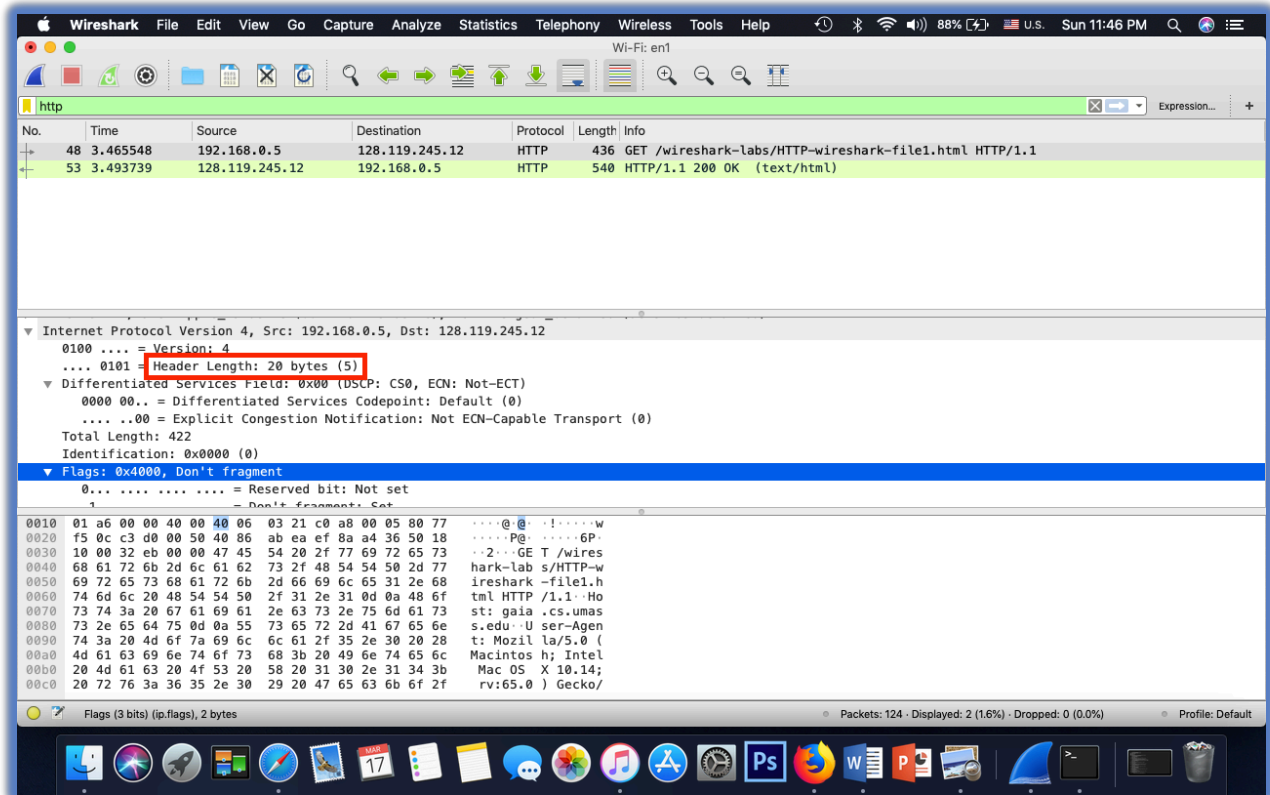 Wireshark File Edit View Go Capture Analyze Statistics Telephony Wireless Tools Help 88% U.S. Sun 11:46 PM
Wi-Fi: en1
http Expression... +
No. Time Source Destination Protocol Length Info
48 3.465548 192.168.0.5 128.119.245.12 HTTP 436 GET /wireshark-labs/HTTP-wireshark-file1.html HTTP/1.1
53 3.493739 128.119.245.12 192.168.0.5 HTTP 540 HTTP/1.1 200 OK (text/html)
Internet Protocol Version 4, Src: 192.168.0.5, Dst: 128.119.245.12
0100 .... = Version: 4
.... 0101 = Header Length: 20 bytes (5)
Differentiated Services Field: 0x00 (DSCP: CS0, ECN: Not-ECT)
0000 00.. = Differentiated Services Codepoint: Default (0)
.... ..00 = Explicit Congestion Notification: Not ECN-Capable Transport (0)
Total Length: 422
Identification: 0x0000 (0)
Flags: 0x4000, Don't fragment
0... .... .... .... = Reserved bit: Not set
= Don't fragment: Set
0010 01 a6 00 00 40 00 40 06 03 21 c0 a8 00 05 80 77 ····@·@· ·!·····w
0020 f5 0c c3 d0 00 50 40 86 ab ea ef 8a a4 36 50 18 ·····P@· ·····6P·
0030 10 00 32 eb 00 00 47 45 54 20 2f 77 69 72 65 73 ··2···GE T /wires
0040 68 61 72 6b 2d 6c 61 62 73 2f 48 54 54 50 2d 77 hark-lab s/HTTP-w
0050 69 72 65 73 68 61 72 6b 2d 66 69 6c 65 31 2e 68 ireshark -file1.h
0060 74 6d 6c 20 48 54 54 50 2f 31 2e 31 0d 0a 48 6f tml HTTP /1.1··Ho
0070 73 74 3a 20 67 61 69 61 2e 63 73 2e 75 6d 61 73 st: gaia .cs.umas
0080 73 2e 65 64 75 0d 0a 55 73 65 72 2d 41 67 65 6e s.edu··U ser-Agen
0090 74 3a 20 4d 6f 7a 69 6c 6c 61 2f 35 2e 30 20 28 t: Mozil la/5.0 (
00a0 4d 61 63 69 6e 74 6f 73 68 3b 20 49 6e 74 65 6c Macintos h; Intel
00b0 20 4d 61 63 20 4f 53 20 58 20 31 30 2e 31 34 3b Mac OS X 10.14;
00c0 20 72 76 3a 36 35 2e 30 29 20 47 65 63 6b 6f 2f rv:65.0 ) Gecko/
Flags (3 bits) (ip.flags), 2 bytes Packets: 124 · Displayed: 2 (1.6%) · Dropped: 0 (0.0%) Profile: Default
MAR
17
Ps
W
P